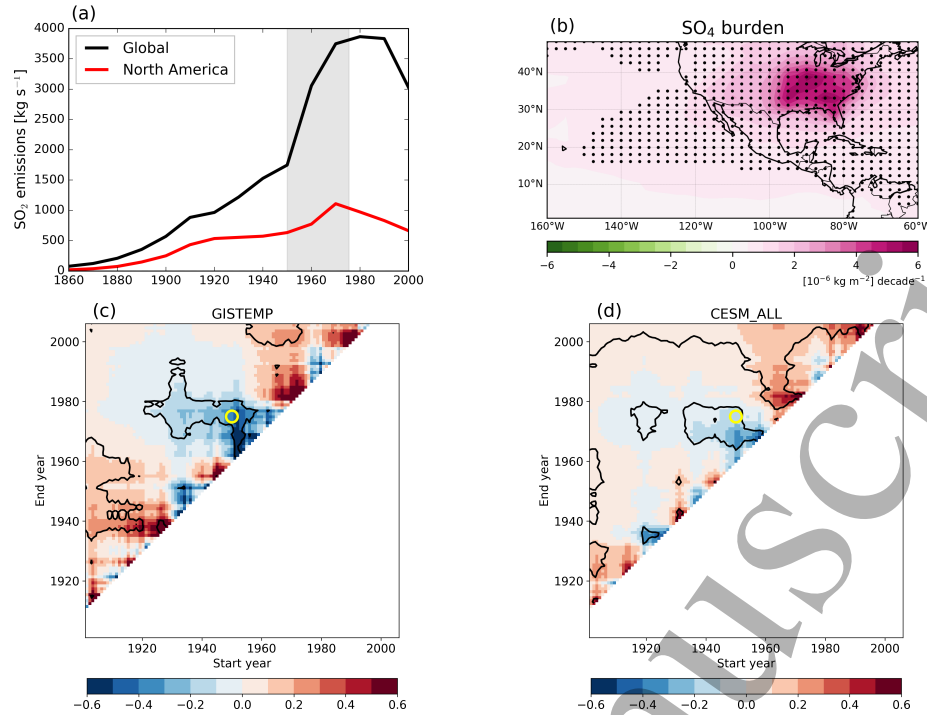 (a)
4000
3500
3000
2500
2000
1500
1000
500
0
SO2 emissions [kg s−1]
Global
North America
1860 1880 1900 1920 1940 1960 1980 2000
(b)
SO4 burden
40°N
30°N
20°N
10°N
160°W 140°W 120°W 100°W 80°W 60°W
−6 −4 −2 0 2 4 6
[10−6 kg m−2] decade−1
(c)
GISTEMP
2000
1980
1960
1940
1920
End year
1920 1940 1960 1980 2000
Start year
−0.6 −0.4 −0.2 0.0 0.2 0.4 0.6
(d)
CESM_ALL
2000
1980
1960
1940
1920
End year
1920 1940 1960 1980 2000
Start year
−0.6 −0.4 −0.2 0.0 0.2 0.4 0.6
uscri